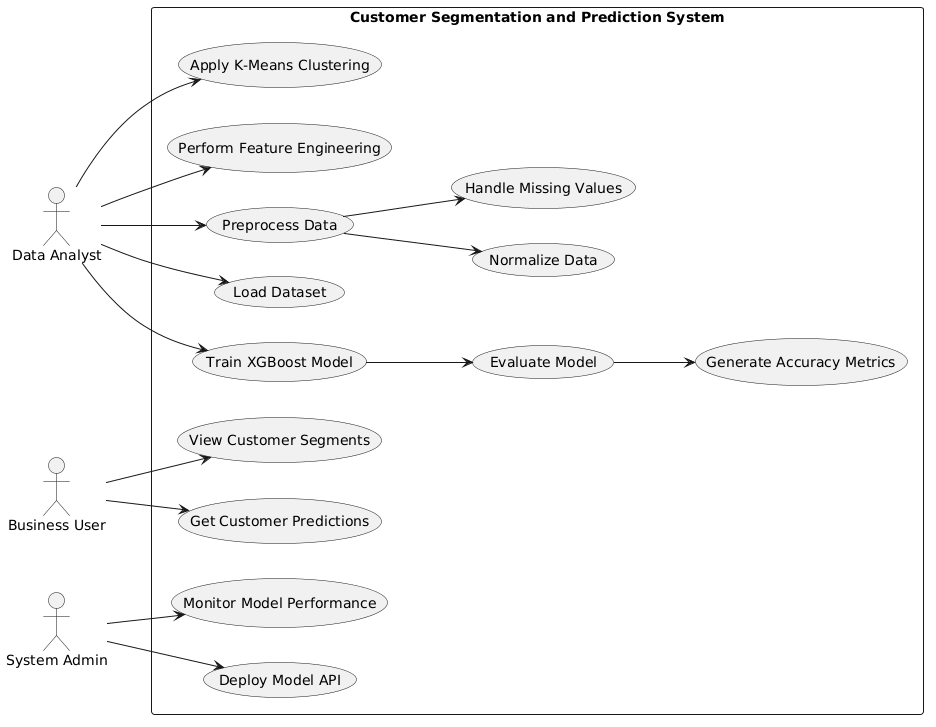 Customer Segmentation and Prediction System
Apply K-Means Clustering
Perform Feature Engineering
Handle Missing Values
Preprocess Data
Data Analyst
Normalize Data
Load Dataset
Train XGBoost Model
Evaluate Model
Generate Accuracy Metrics
View Customer Segments
Business User
Get Customer Predictions
Monitor Model Performance
System Admin
Deploy Model API